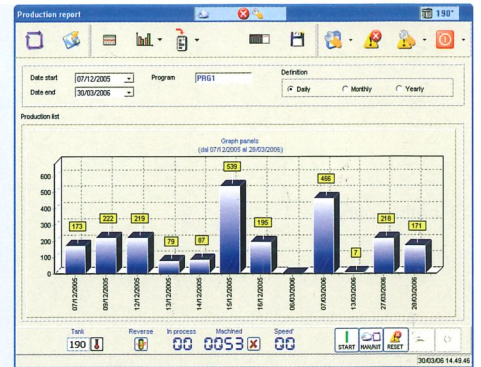 Production report
190°
Date start 07/12/2005 Program PRG1
Date end 30/03/2006
Definition
Daily Monthly Yearly
Production list
Graph panels
(dal 07/12/2005 al 28/03/2006)
600
500
400
300
200
100
0
173
222
219
79
87
539
195
466
7
218
171
07/12/2005
09/12/2005
12/12/2005
13/12/2005
14/12/2005
15/12/2005
16/12/2005
06/03/2006
07/03/2006
13/03/2006
27/03/2006
28/03/2006
Tank Reverse In process Machined Speed'
190 00 0053 00
START MAN/AUT RESET
30/03/06 14.49.46